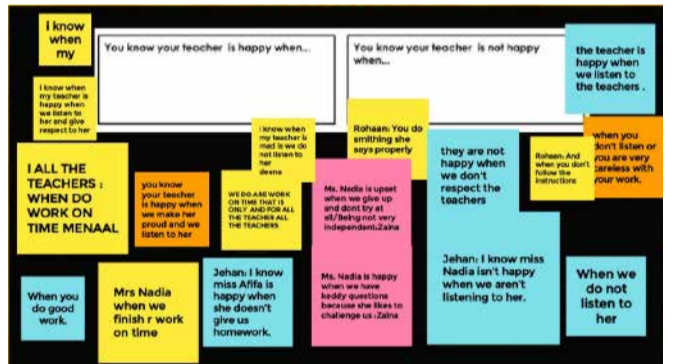 I know
when
my
You know your teacher is happy when...
You know your teacher is not happy
when...
the teacher is
happy when
we listen to
the teachers .
I know when
my teacher is
happy when
we listen to
her and give
respect to her
I know when
my teacher is
mad is we do
not listen to
her
deena
Rohaan: You do
smithing she
says properly
they are not
happy when
we don't
respect the
teachers
Rohaan: And
when you don't
follow the
instructions
when you
don't listen or
you are very
careless with
your work.
I ALL THE
TEACHERS :
WHEN DO
WORK ON
TIME MENAAL
you know
your teacher
is happy when
we make her
proud and we
listen to her
WE DO ARE WORK
ON TIME THAT IS
ONLY AND FOR ALL
THE TEACHER ALL
THE TEACHERS
Ms. Nadia is upset
when we give up
and dont try at
all/Being not very
independent:Zaina
When you
do good
work.
Mrs Nadia
when we
finish r work
on time
Jehan: I know
miss Afifa is
happy when
she doesn't
give us
homework.
Ms. Nadia is happy
when we have
keddy questions
because she likes to
challenge us :Zaina
Jehan: I know miss
Nadia isn't happy
when we aren't
listening to her.
When we
do not
listen to
her